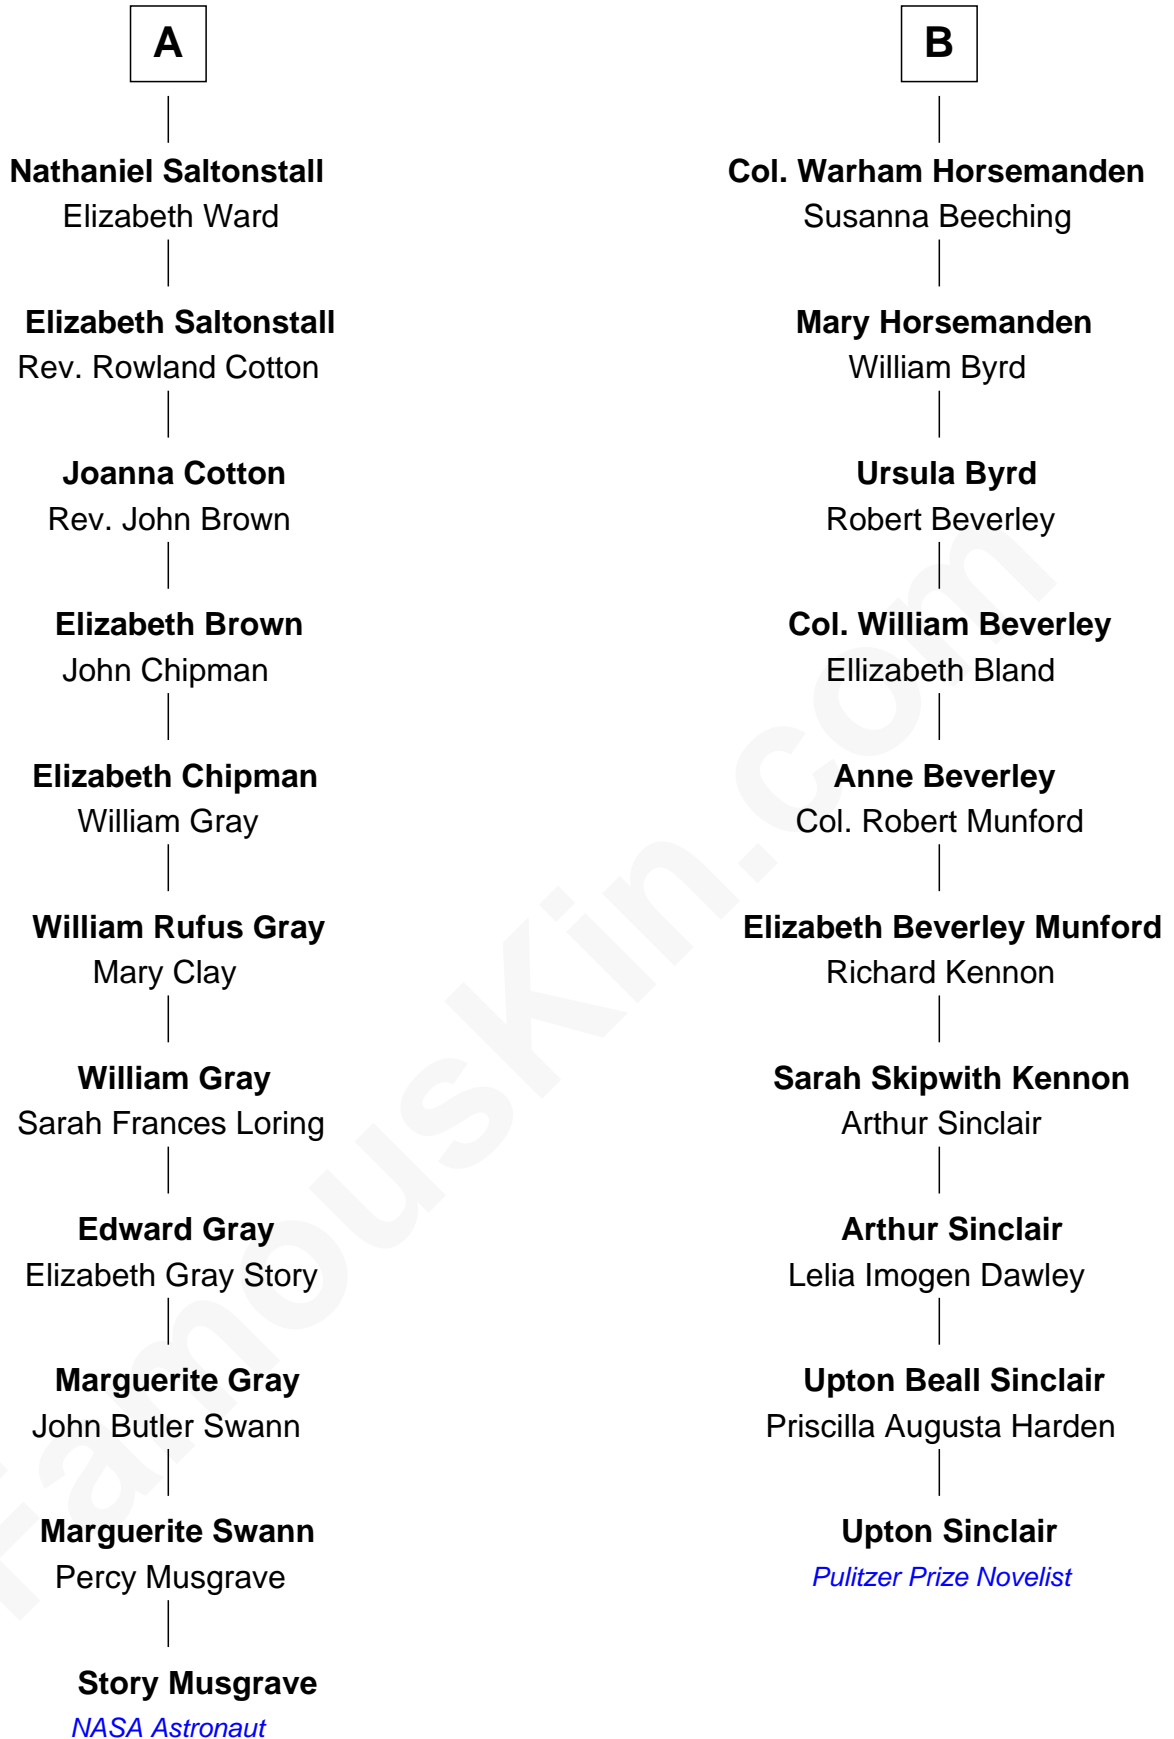 A
Nathaniel Saltonstall
Elizabeth Ward
Elizabeth Saltonstall
Rev. Rowland Cotton
Joanna Cotton
Rev. John Brown
Elizabeth Brown
John Chipman
Elizabeth Chipman
William Gray
William Rufus Gray
Mary Clay
William Gray
Sarah Frances Loring
Edward Gray
Elizabeth Gray Story
Marguerite Gray
John Butler Swann
Marguerite Swann
Percy Musgrave
Story Musgrave
NASA Astronaut
B
Col. Warham Horsemanden
Susanna Beeching
Mary Horsemanden
William Byrd
Ursula Byrd
Robert Beverley
Col. William Beverley
Ellizabeth Bland
Anne Beverley
Col. Robert Munford
Elizabeth Beverley Munford
Richard Kennon
Sarah Skipwith Kennon
Arthur Sinclair
Arthur Sinclair
Lelia Imogen Dawley
Upton Beall Sinclair
Priscilla Augusta Harden
Upton Sinclair
Pulitzer Prize Novelist
FamousKin.com